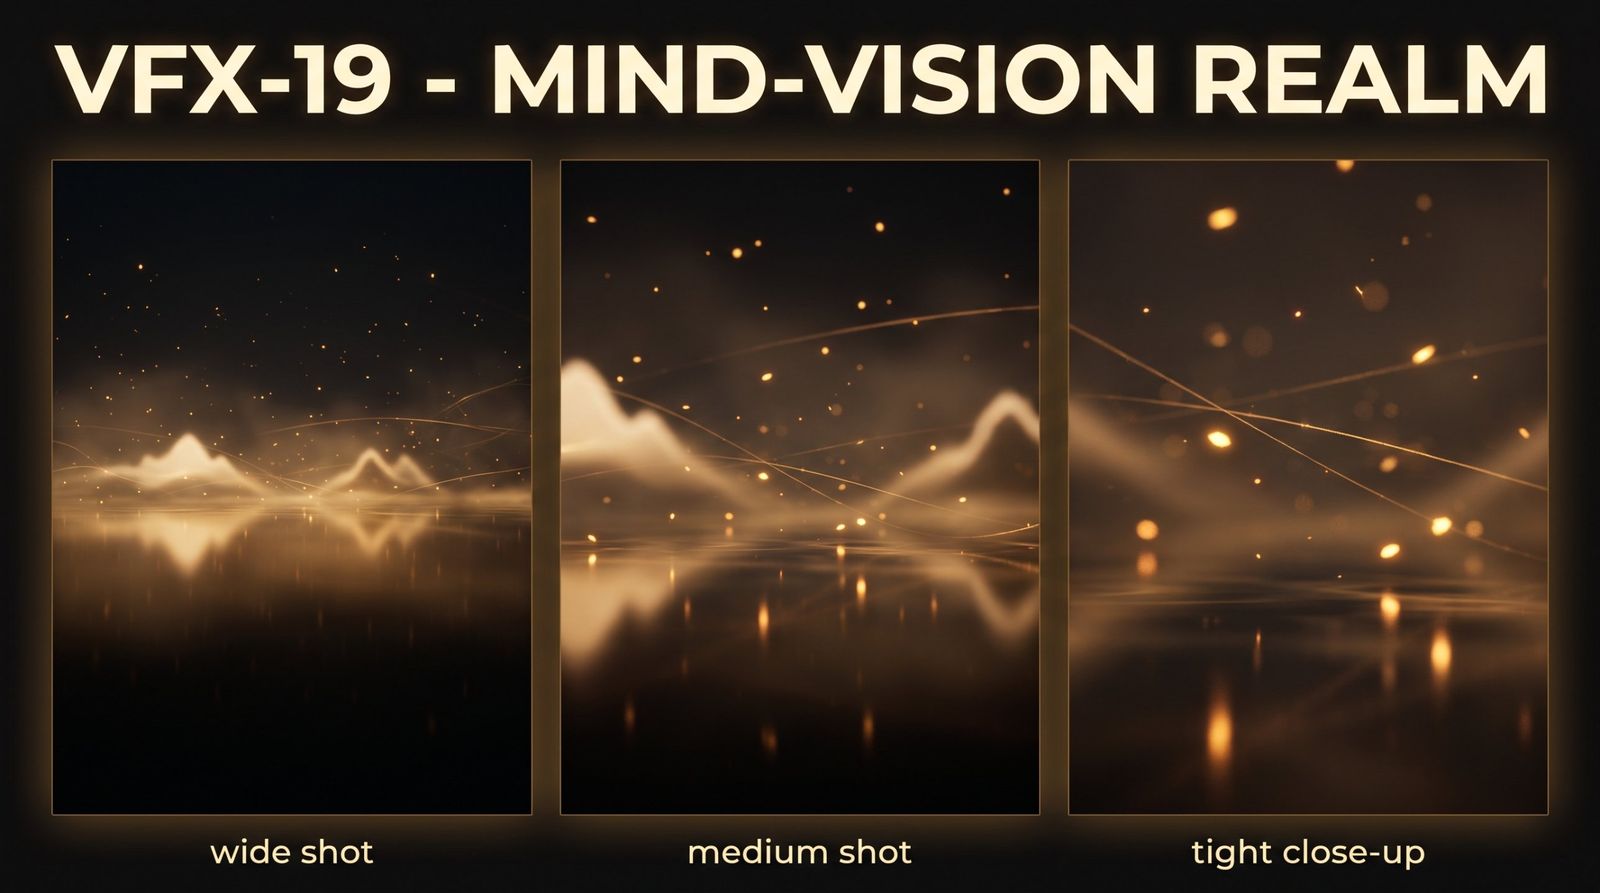 VFX-19 - MIND-VISION REALM
wide shot
medium shot
tight close-up